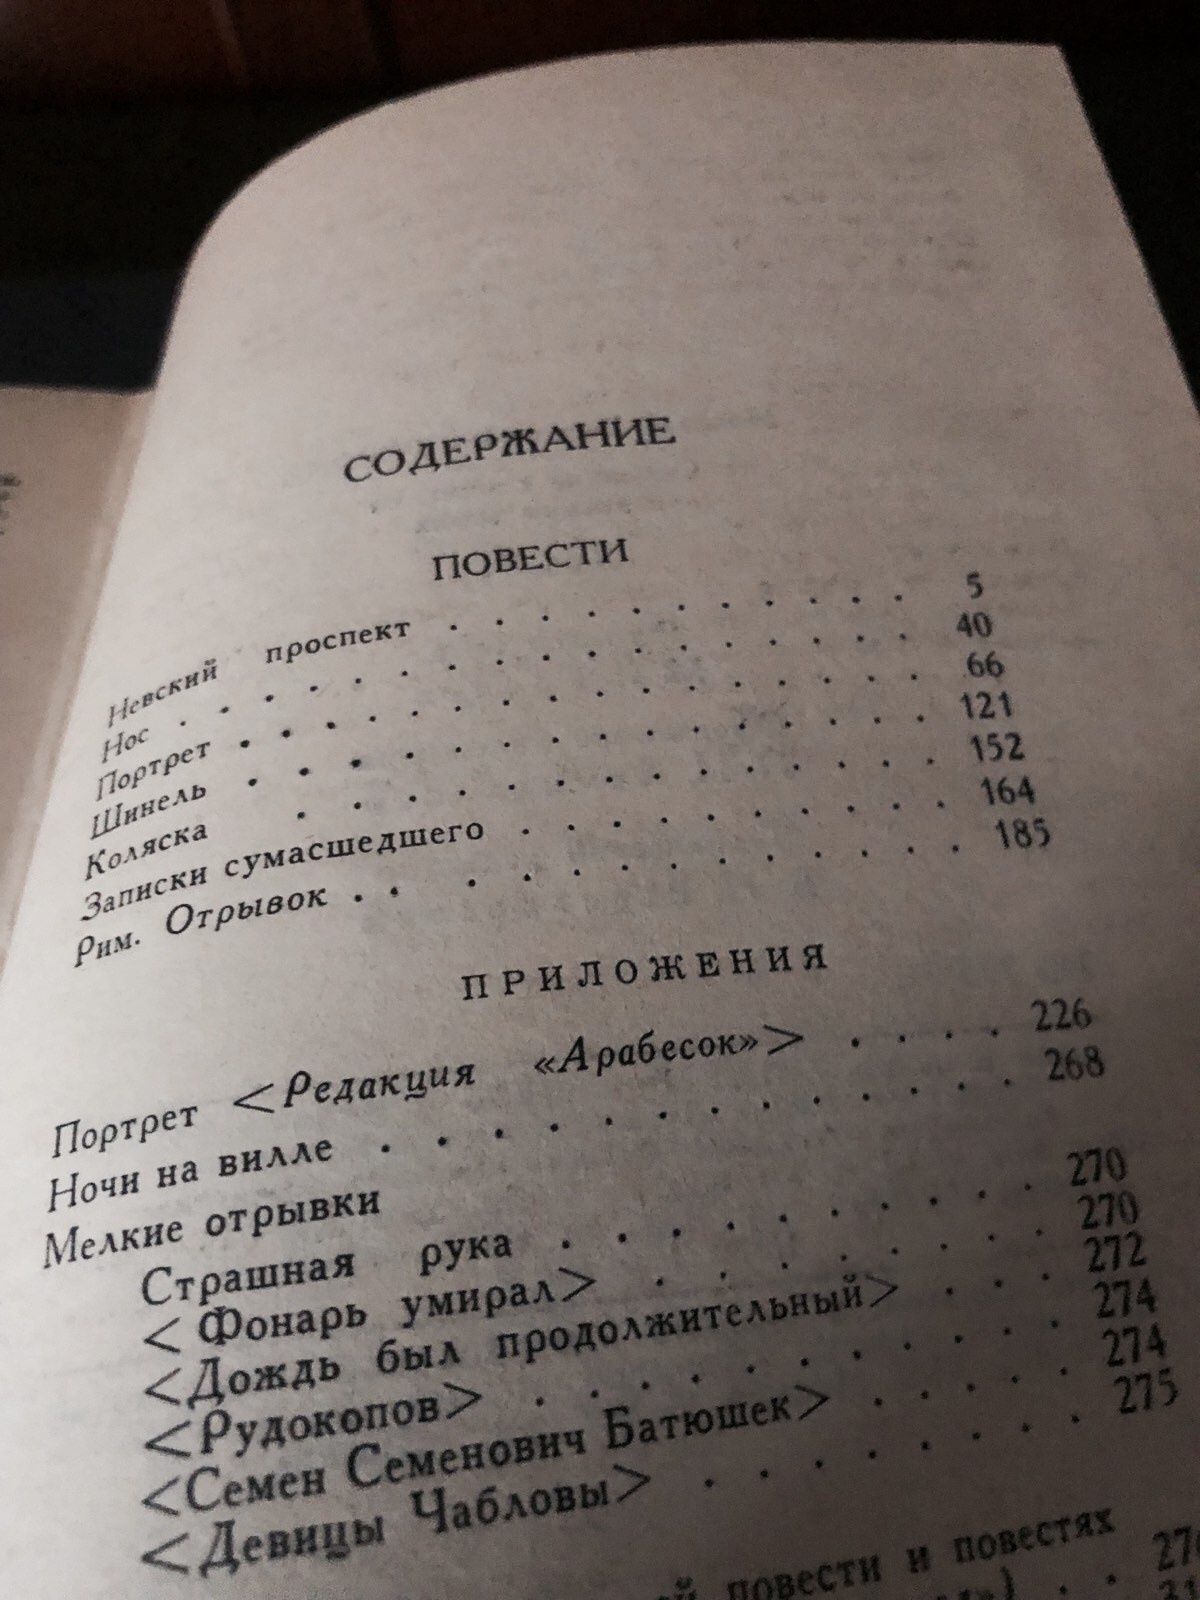 СОДЕРЖАНИЕ
ПОВЕСТИ
Невский проспект . . . . . . . . . . 5
Нос . . . . . . . . . . . . . . . 40
Портрет . . . . . . . . . . . . . . 66
Шинель . . . . . . . . . . . . . . 121
Коляска . . . . . . . . . . . . . 152
Записки сумасшедшего . . . . . . . . . 164
Рим. Отрывок . . . . . . . . . . . . 185
ПРИЛОЖЕНИЯ
Портрет <Редакция «Арабесок»> . . . . 226
Ночи на вилле . . . . . . . . . . . . 268
Мелкие отрывки
Страшная рука . . . . . . . . . 270
<Фонарь умирал> . . . . . . . . 270
<Дождь был продолжительный> . . . 272
<Рудокопов> . . . . . . . . . . 274
<Семен Семенович Батюшек> . . . . 274
<Девицы Чабловы> . . . . . . . 275
повести и повестях